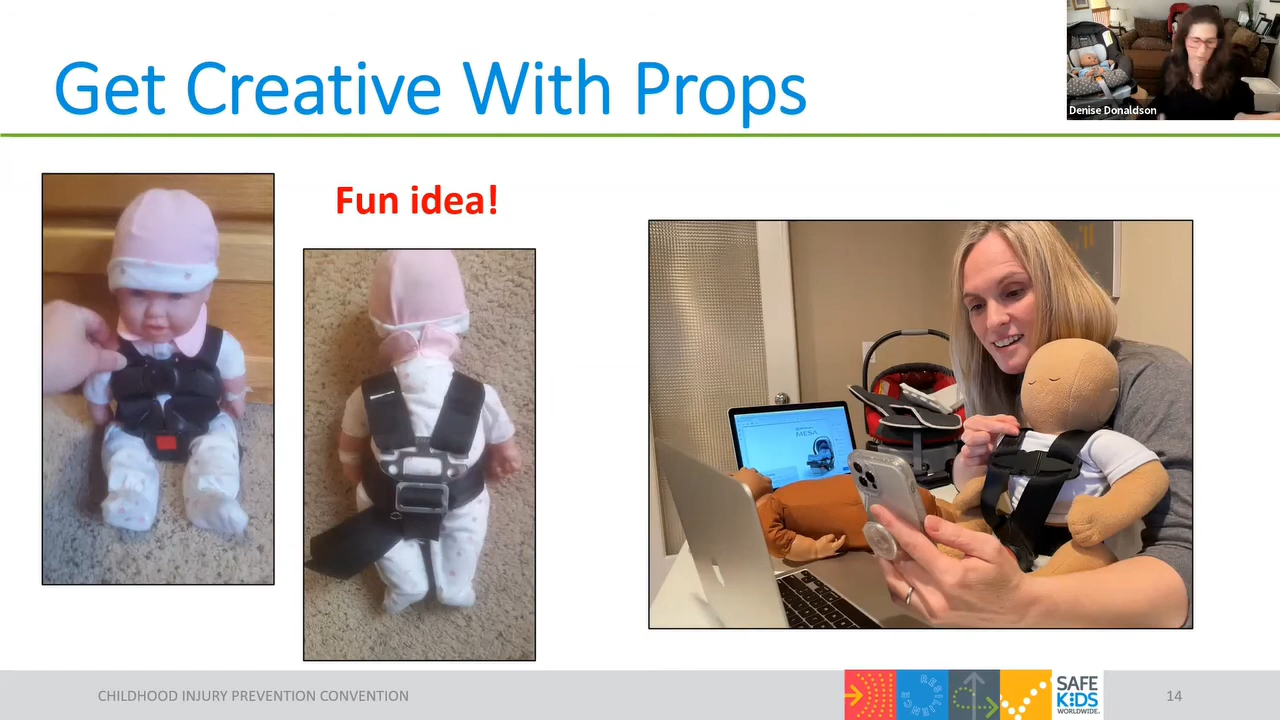 Get Creative With Props
Denise Donaldson
Fun idea!
MESA
CHILDHOOD INJURY PREVENTION CONVENTION
SAFE
KiDS
WORLDWIDE.
14